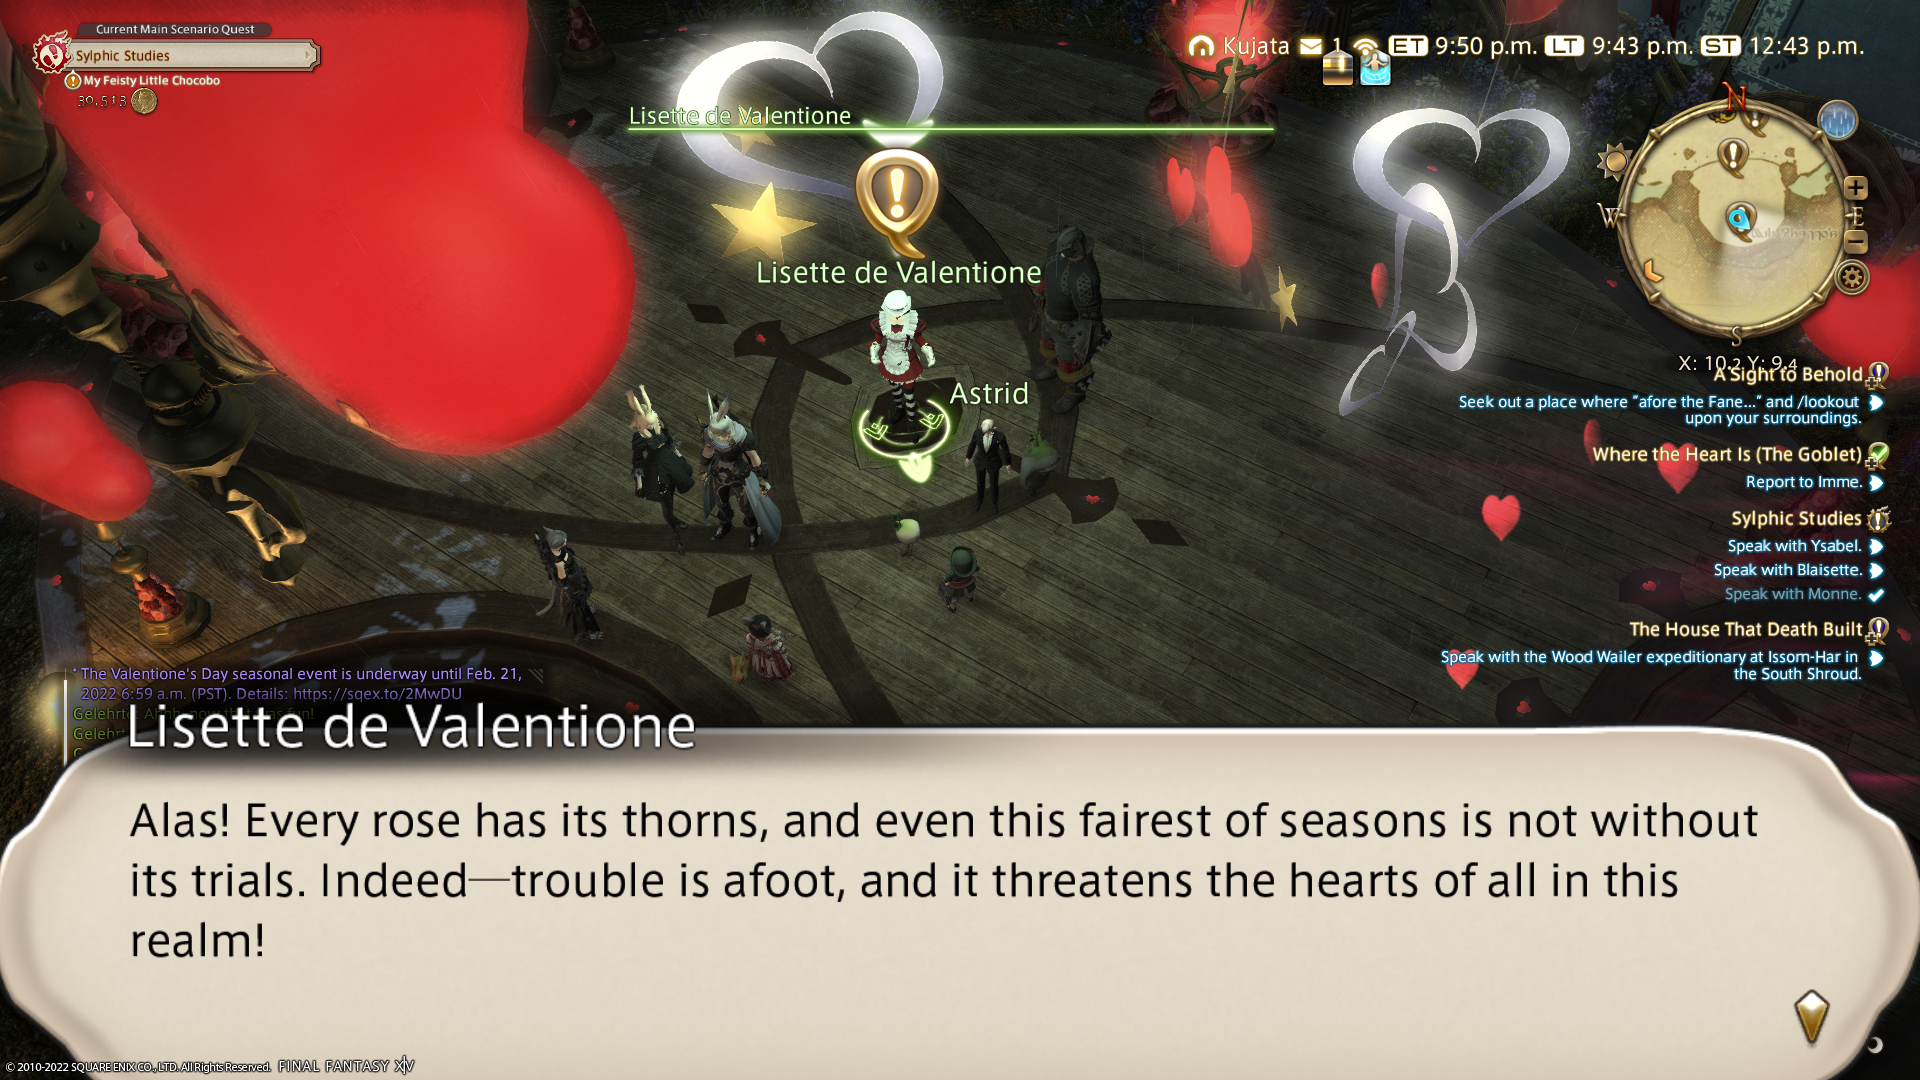 Current Main Scenario Quest
Sylphic Studies
My Feisty Little Chocobo
30,513
Kujata 1 ET 9:50 p.m. LT 9:43 p.m. ST 12:43 p.m.
Lisette de Valentione
Lisette de Valentione
Astrid
N
W
E
S
X: 10.2 Y: 9.4
A Sight to Behold
Seek out a place where "afore the Fane..." and /lookout
upon your surroundings.
Where the Heart Is (The Goblet)
Report to Imme.
Sylphic Studies
Speak with Ysabel.
Speak with Blaisette.
Speak with Monne.
The House That Death Built
Speak with the Wood Wailer expeditionary at Issom-Har in
the South Shroud.
* The Valentione's Day seasonal event is underway until Feb. 21,
2022 6:59 a.m. (PST). Details: https://sqex.to/2MwDU
Gelehrt
Gelehrt
Lisette de Valentione
Alas! Every rose has its thorns, and even this fairest of seasons is not without
its trials. Indeed—trouble is afoot, and it threatens the hearts of all in this
realm!
© 2010-2022 SQUARE ENIX CO., LTD. All Rights Reserved. FINAL FANTASY XIV